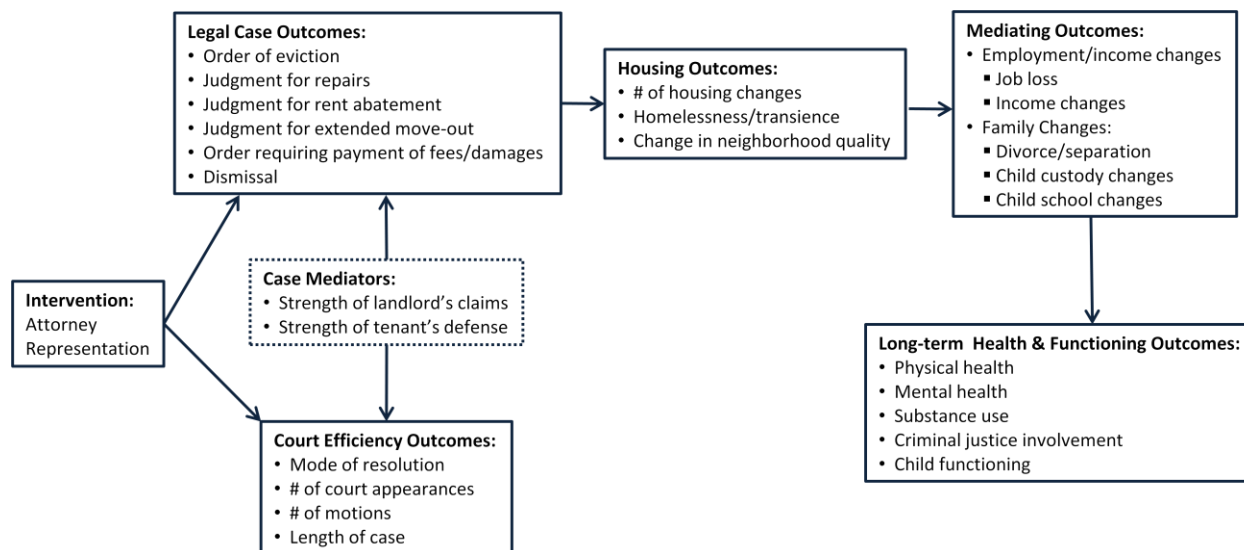 Legal Case Outcomes:
• Order of eviction
• Judgment for repairs
• Judgment for rent abatement
• Judgment for extended move-out
• Order requiring payment of fees/damages
• Dismissal
Housing Outcomes:
• # of housing changes
• Homelessness/transience
• Change in neighborhood quality
Mediating Outcomes:
• Employment/income changes
▪ Job loss
▪ Income changes
• Family Changes:
▪ Divorce/separation
▪ Child custody changes
▪ Child school changes
Intervention:
Attorney
Representation
Case Mediators:
• Strength of landlord’s claims
• Strength of tenant’s defense
Court Efficiency Outcomes:
• Mode of resolution
• # of court appearances
• # of motions
• Length of case
Long-term Health & Functioning Outcomes:
• Physical health
• Mental health
• Substance use
• Criminal justice involvement
• Child functioning